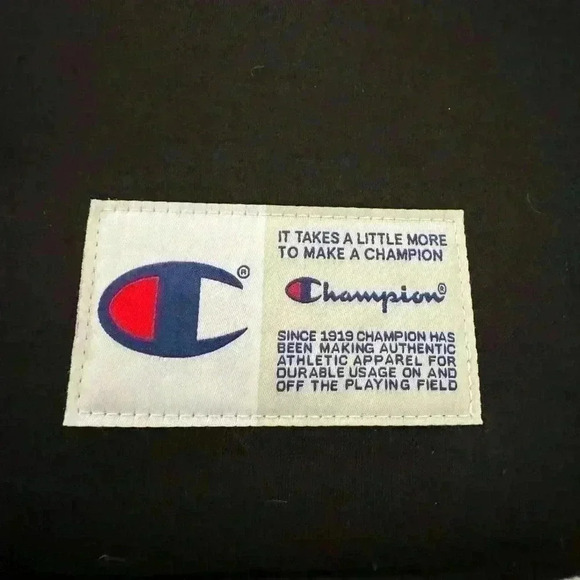 IT TAKES A LITTLE MORE
TO MAKE A CHAMPION
Champion®
SINCE 1919 CHAMPION HAS
BEEN MAKING AUTHENTIC
ATHLETIC APPAREL FOR
DURABLE USAGE ON AND
OFF THE PLAYING FIELD
C®